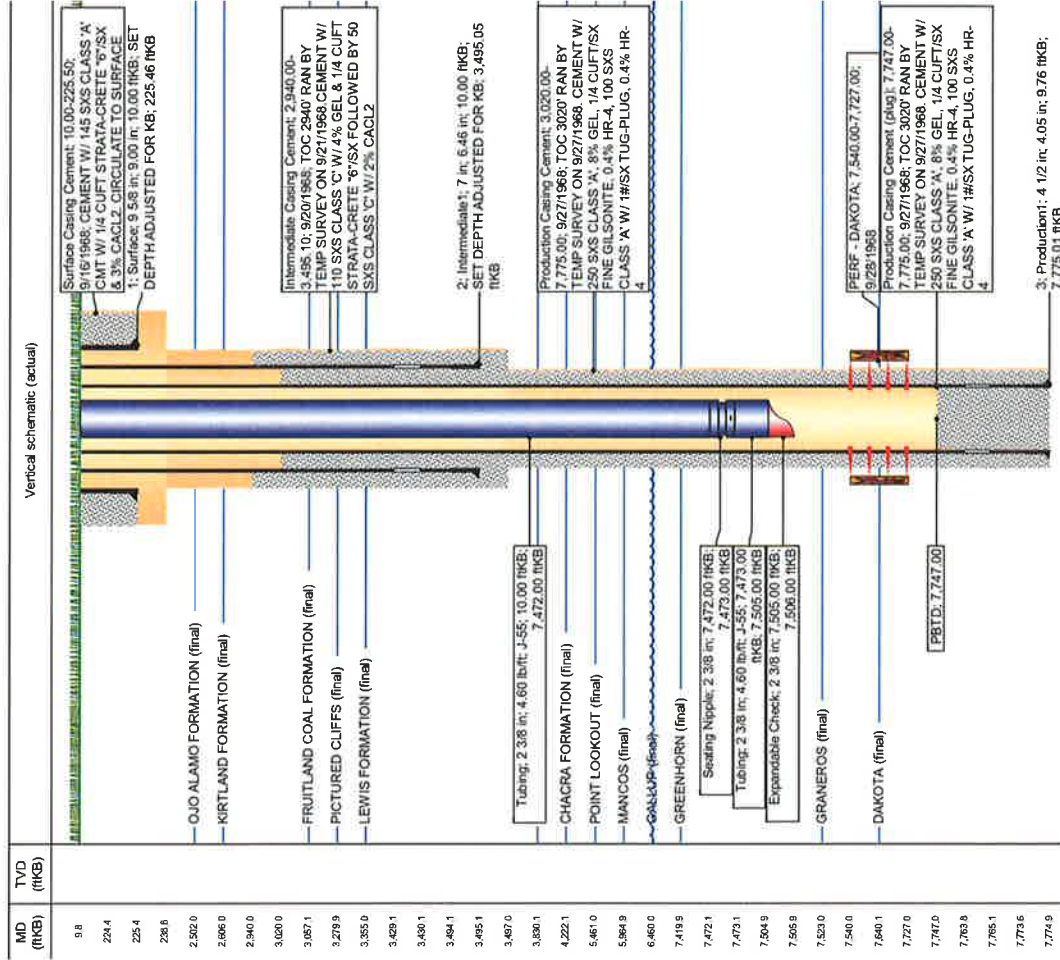 Vertical schematic (actual)
MD
(ftKB)
TVD
(ftKB)
9.8
224.4
225.4
238.8
2,502.0
2,606.0
2,940.0
3,020.0
3,057.1
3,279.9
3,355.0
3,429.1
3,430.1
3,494.1
3,495.1
3,497.0
3,830.1
4,222.1
5,461.0
5,964.9
6,460.0
7,419.9
7,472.1
7,473.1
7,504.9
7,505.9
7,523.0
7,540.0
7,640.1
7,727.0
7,747.0
7,763.8
7,765.1
7,773.6
7,774.9
OJO ALAMO FORMATION (final)
KIRTLAND FORMATION (final)
FRUITLAND COAL FORMATION (final)
PICTURED CLIFFS (final)
LEWIS FORMATION (final)
Tubing; 2 3/8 in; 4.60 lb/ft; J-55; 10.00 ftKB;
7,472.00 ftKB
CHACRA FORMATION (final)
POINT LOOKOUT (final)
MANCOS (final)
GALLUP (final)
GREENHORN (final)
Seating Nipple; 2 3/8 in; 7,472.00 ftKB;
7,473.00 ftKB
Tubing; 2 3/8 in; 4.60 lb/ft; J-55; 7,473.00
ftKB; 7,505.00 ftKB
Expandable Check; 2 3/8 in; 7,505.00 ftKB;
7,506.00 ftKB
GRANEROS (final)
DAKOTA (final)
PBTD; 7,747.00
Surface Casing Cement; 10.00-225.50;
9/16/1968; CEMENT W/ 145 SXS CLASS 'A'
CMT W/ 1/4 CUFT STRATA-CRETE "6"/SX
& 3% CACL2. CIRCULATE TO SURFACE
1; Surface; 9 5/8 in; 9.00 in; 10.00 ftKB; SET
DEPTH ADJUSTED FOR KB; 225.46 ftKB
Intermediate Casing Cement; 2,940.00-
3,495.10; 9/20/1968; TOC 2940' RAN BY
TEMP SURVEY ON 9/21/1968.CEMENT W/
110 SXS CLASS 'C' W/ 4% GEL & 1/4 CUFT
STRATA-CRETE "6"/SX FOLLOWED BY 50
SXS CLASS 'C' W/ 2% CACL2
2; Intermediate1; 7 in; 6.46 in; 10.00 ftKB;
SET DEPTH ADJUSTED FOR KB; 3,495.05
ftKB
Production Casing Cement; 3,020.00-
7,775.00; 9/27/1968; TOC 3020' RAN BY
TEMP SURVEY ON 9/27/1968. CEMENT W/
250 SXS CLASS 'A', 8% GEL, 1/4 CUFT/SX
FINE GILSONITE, 0.4% HR-4, 100 SXS
CLASS 'A' W/ 1#/SX TUG-PLUG, 0.4% HR-
4
PERF - DAKOTA; 7,540.00-7,727.00;
9/28/1968
Production Casing Cement (plug); 7,747.00-
7,775.00; 9/27/1968; TOC 3020' RAN BY
TEMP SURVEY ON 9/27/1968. CEMENT W/
250 SXS CLASS 'A', 8% GEL, 1/4 CUFT/SX
FINE GILSONITE, 0.4% HR-4, 100 SXS
CLASS 'A' W/ 1#/SX TUG-PLUG, 0.4% HR-
4
3; Production1; 4 1/2 in; 4.05 in; 9.76 ftKB;
7,775.01 ftKB